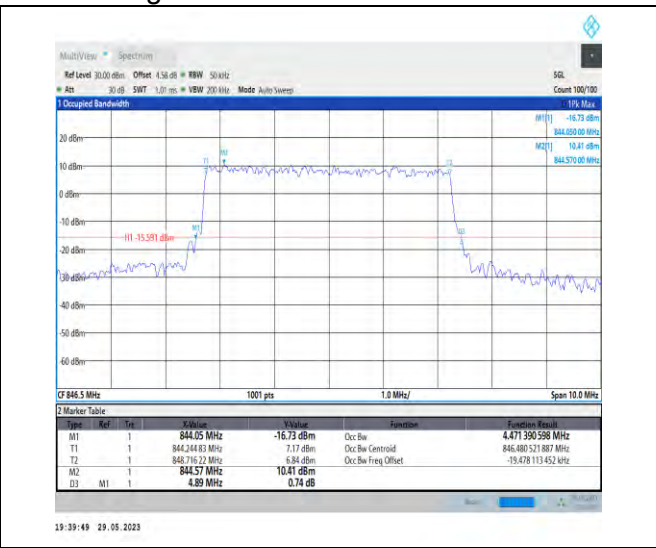 MultiView Spectrum
Ref Level 30.00 dBm Offset 4.58 dB RBW 50 kHz SGL
Att 30 dB SWT 1.01 ms VBW 200 kHz Mode Auto Sweep Count 100/100
1 Occupied Bandwidth 1Pk Max
M1[1] -16.73 dBm
844.050 00 MHz
20 dBm
M2[1] 10.41 dBm
844.570 00 MHz
M2
T1
T2
10 dBm
0 dBm
-10 dBm
M1
D3
H1 -15.591 dBm
-20 dBm
-30 dBm
-40 dBm
-50 dBm
-60 dBm
CF 846.5 MHz 1001 pts 1.0 MHz/ Span 10.0 MHz
2 Marker Table
Type Ref Trc X-Value Y-Value Function Function Result
M1 1 844.05 MHz -16.73 dBm Occ Bw 4.471 390 598 MHz
T1 1 844.244 83 MHz 7.17 dBm Occ Bw Centroid 846.480 521 887 MHz
T2 1 848.716 22 MHz 6.84 dBm Occ Bw Freq Offset -19.478 113 452 kHz
M2 1 844.57 MHz 10.41 dBm
D3 M1 1 4.89 MHz 0.74 dB
19:39:49 29.05.2023